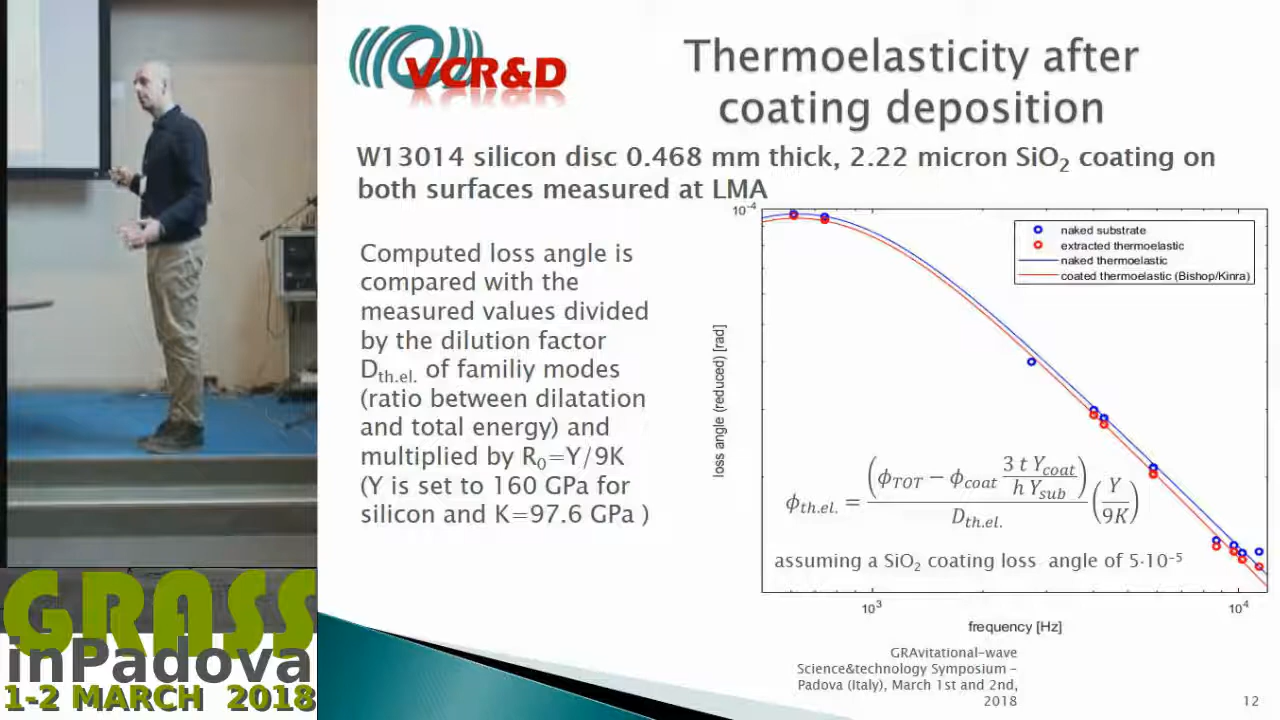 VCR&D
Thermoelasticity after
coating deposition
W13014 silicon disc 0.468 mm thick, 2.22 micron SiO₂ coating on
both surfaces measured at LMA
Computed loss angle is
compared with the
measured values divided
by the dilution factor
Dth.el. of familiy modes
(ratio between dilatation
and total energy) and
multiplied by R₀=Y/9K
(Y is set to 160 GPa for
silicon and K=97.6 GPa )
10⁻⁴
naked substrate
extracted thermoelastic
naked thermoelastic
coated thermoelastic (Bishop/Kinra)
loss angle (reduced) [rad]
ϕth.el. = (ϕTOT − ϕcoat 3 t Ycoat / h Ysub) / Dth.el. (Y / 9K)
assuming a SiO₂ coating loss angle of 5·10⁻⁵
10³
10⁴
frequency [Hz]
GRAvitational-wave
Science&technology Symposium –
Padova (Italy), March 1st and 2nd,
2018
12
GRASS
inPadova
1-2 MARCH 2018